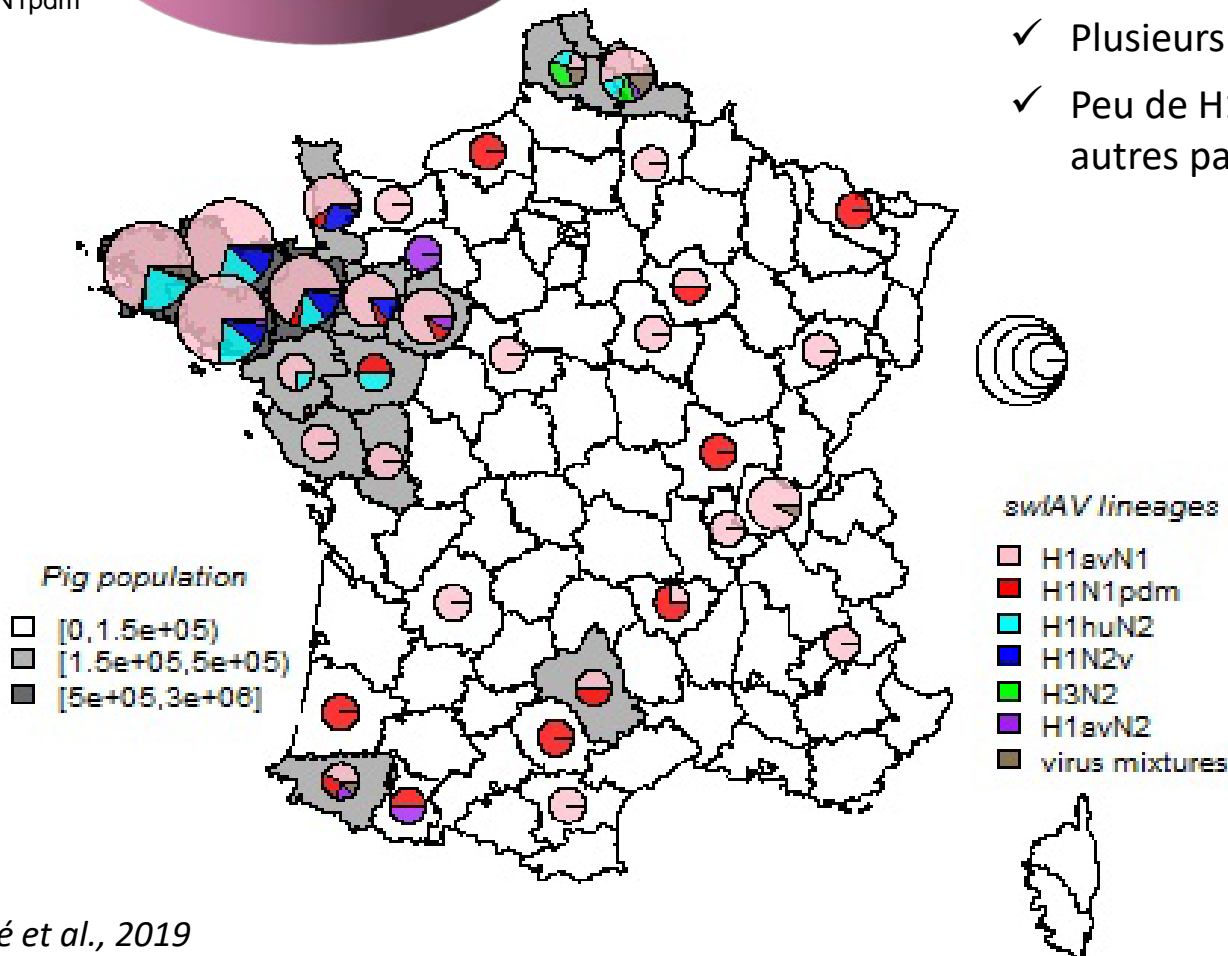 N1pdm
✓ Plusieurs
✓ Peu de H1
autres pa
Pig population
[0,1.5e+05)
[1.5e+05,5e+05)
[5e+05,3e+06]
swIAV lineages
H1avN1
H1N1pdm
H1huN2
H1N2v
H3N2
H1avN2
virus mixtures
é et al., 2019